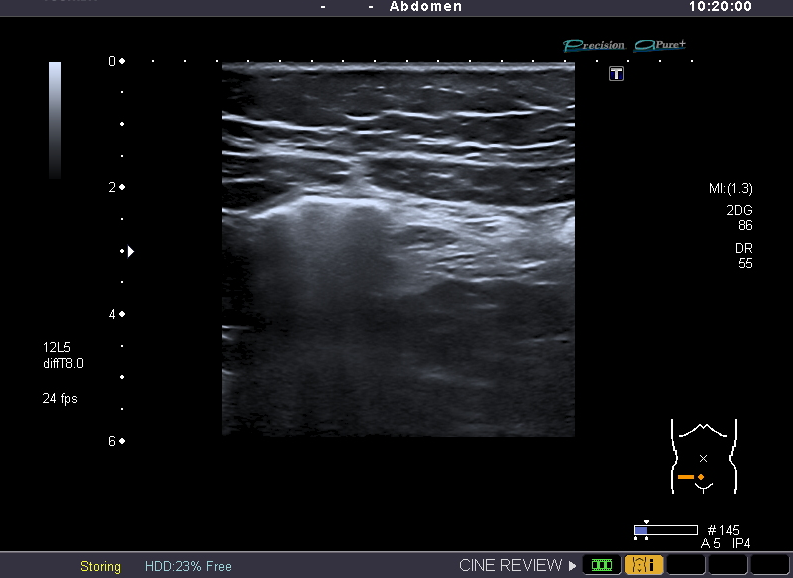 - - Abdomen 10:20:00
Precision APure+
T
0
2
4
6
MI:(1.3)
2DG
86
DR
55
12L5
diffT8.0
24 fps
#145
A 5 IP4
Storing HDD:23% Free CINE REVIEW
i